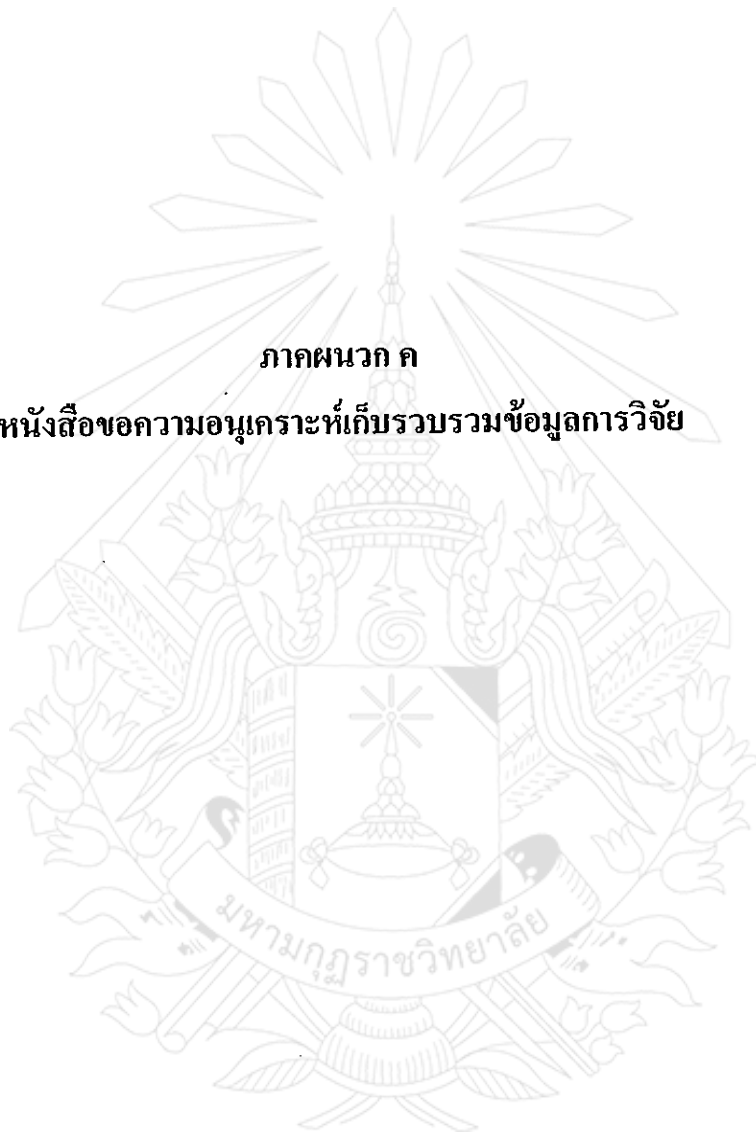 ภาคผนวก ค
หนังสือขอความอนุเคราะห์เก็บรวบรวมข้อมูลการวิจัย
มหามกุฏราชวิทยาลัย